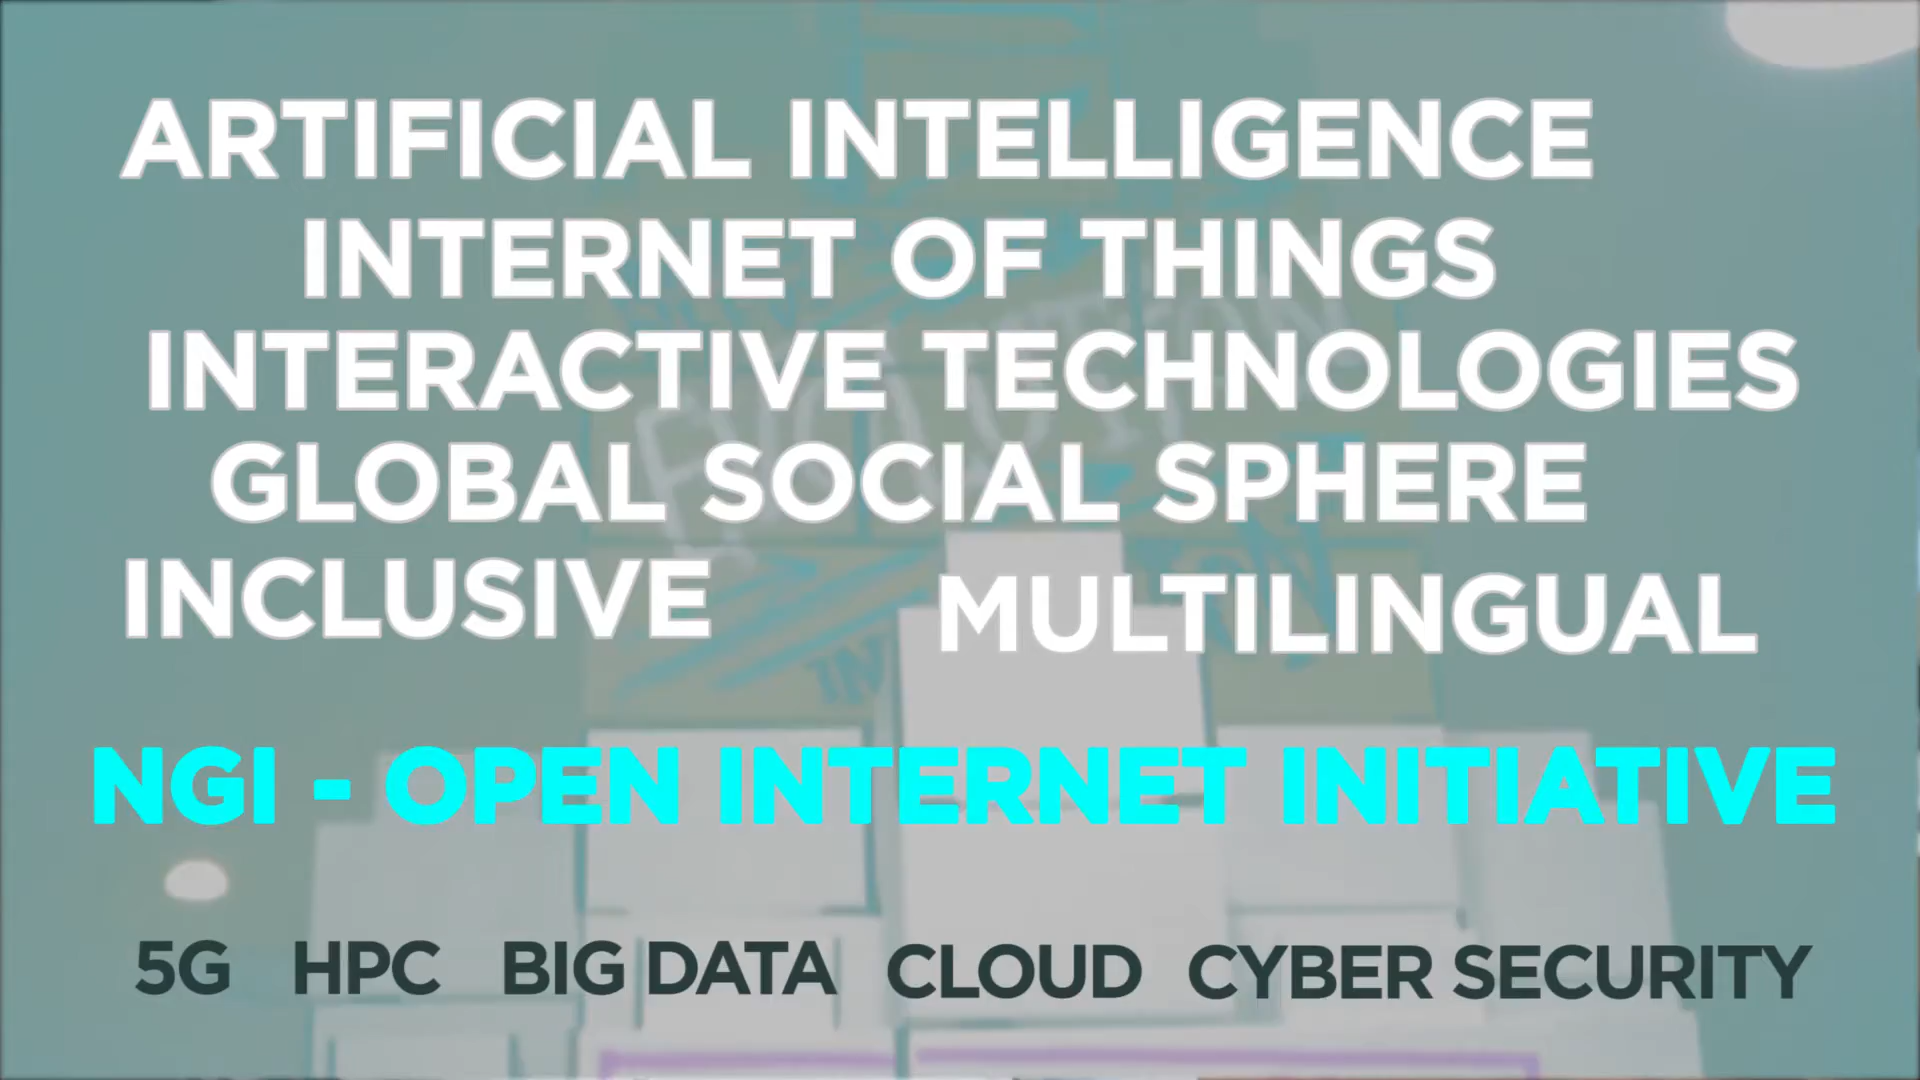 ARTIFICIAL INTELLIGENCE
INTERNET OF THINGS
INTERACTIVE TECHNOLOGIES
GLOBAL SOCIAL SPHERE
INCLUSIVE MULTILINGUAL
NGI - OPEN INTERNET INITIATIVE
5G HPC BIG DATA CLOUD CYBER SECURITY